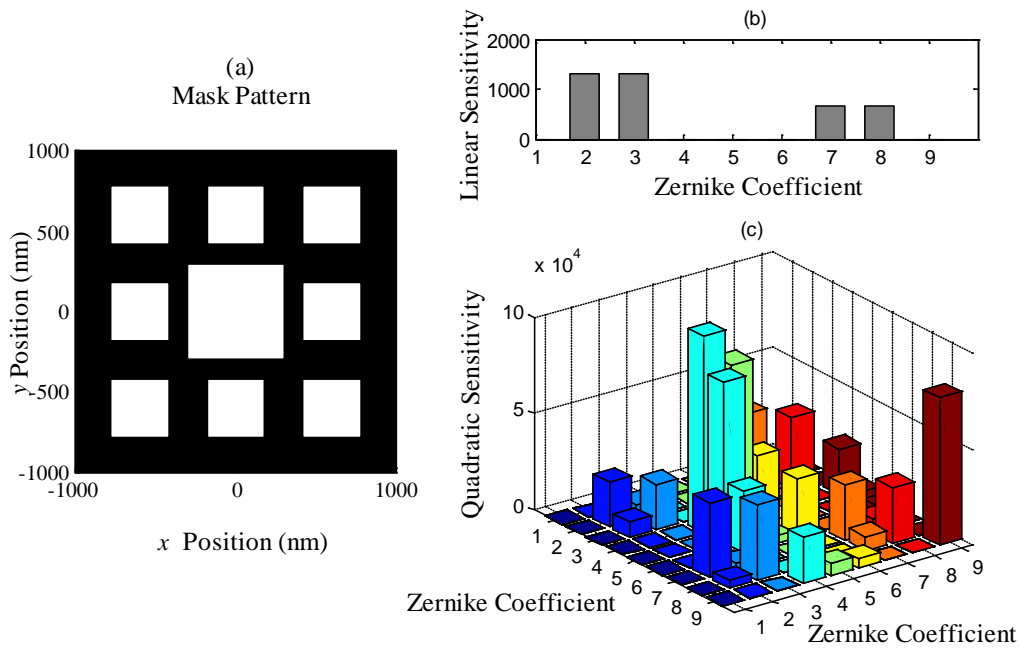 (a)
Mask Pattern
1000
500
0
-500
-1000
-1000 0 1000
y Position (nm)
x Position (nm)
(b)
2000
1000
0
1 2 3 4 5 6 7 8 9
Linear Sensitivity
Zernike Coefficient
(c)
x 10⁴
10
5
0
Quadratic Sensitivity
1 2 3 4 5 6 7 8 9
Zernike Coefficient
1 2 3 4 5 6 7 8 9
Zernike Coefficient